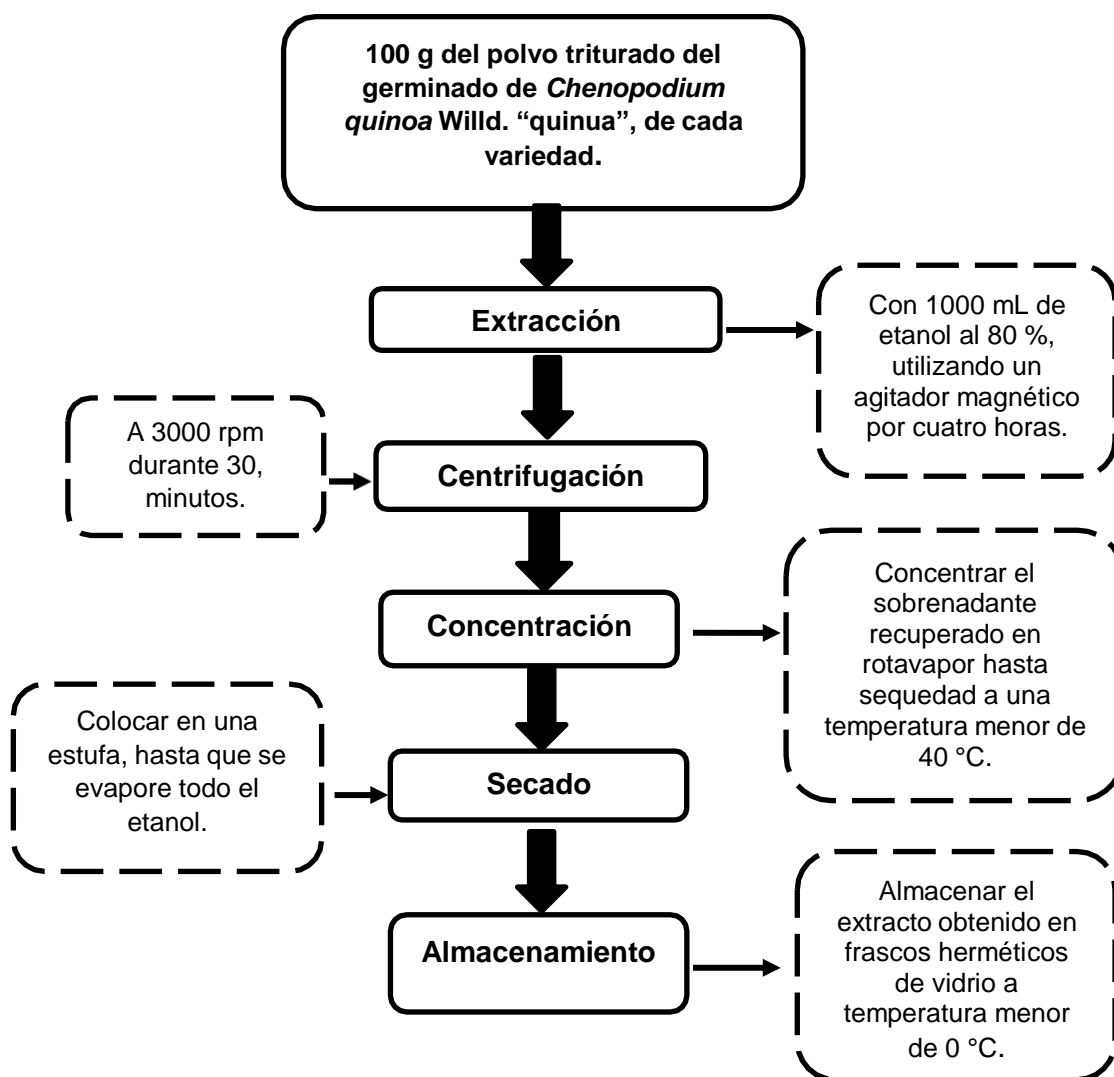 100 g del polvo triturado del
germinado de Chenopodium
quinoa Willd. “quinua”, de cada
variedad.
Extracción
Con 1000 mL de
etanol al 80 %,
utilizando un
agitador magnético
por cuatro horas.
A 3000 rpm
durante 30,
minutos.
Centrifugación
Concentración
Concentrar el
sobrenadante
recuperado en
rotavapor hasta
sequedad a una
temperatura menor de
40 °C.
Colocar en una
estufa, hasta que se
evapore todo el
etanol.
Secado
Almacenamiento
Almacenar el
extracto obtenido en
frascos herméticos
de vidrio a
temperatura menor
de 0 °C.